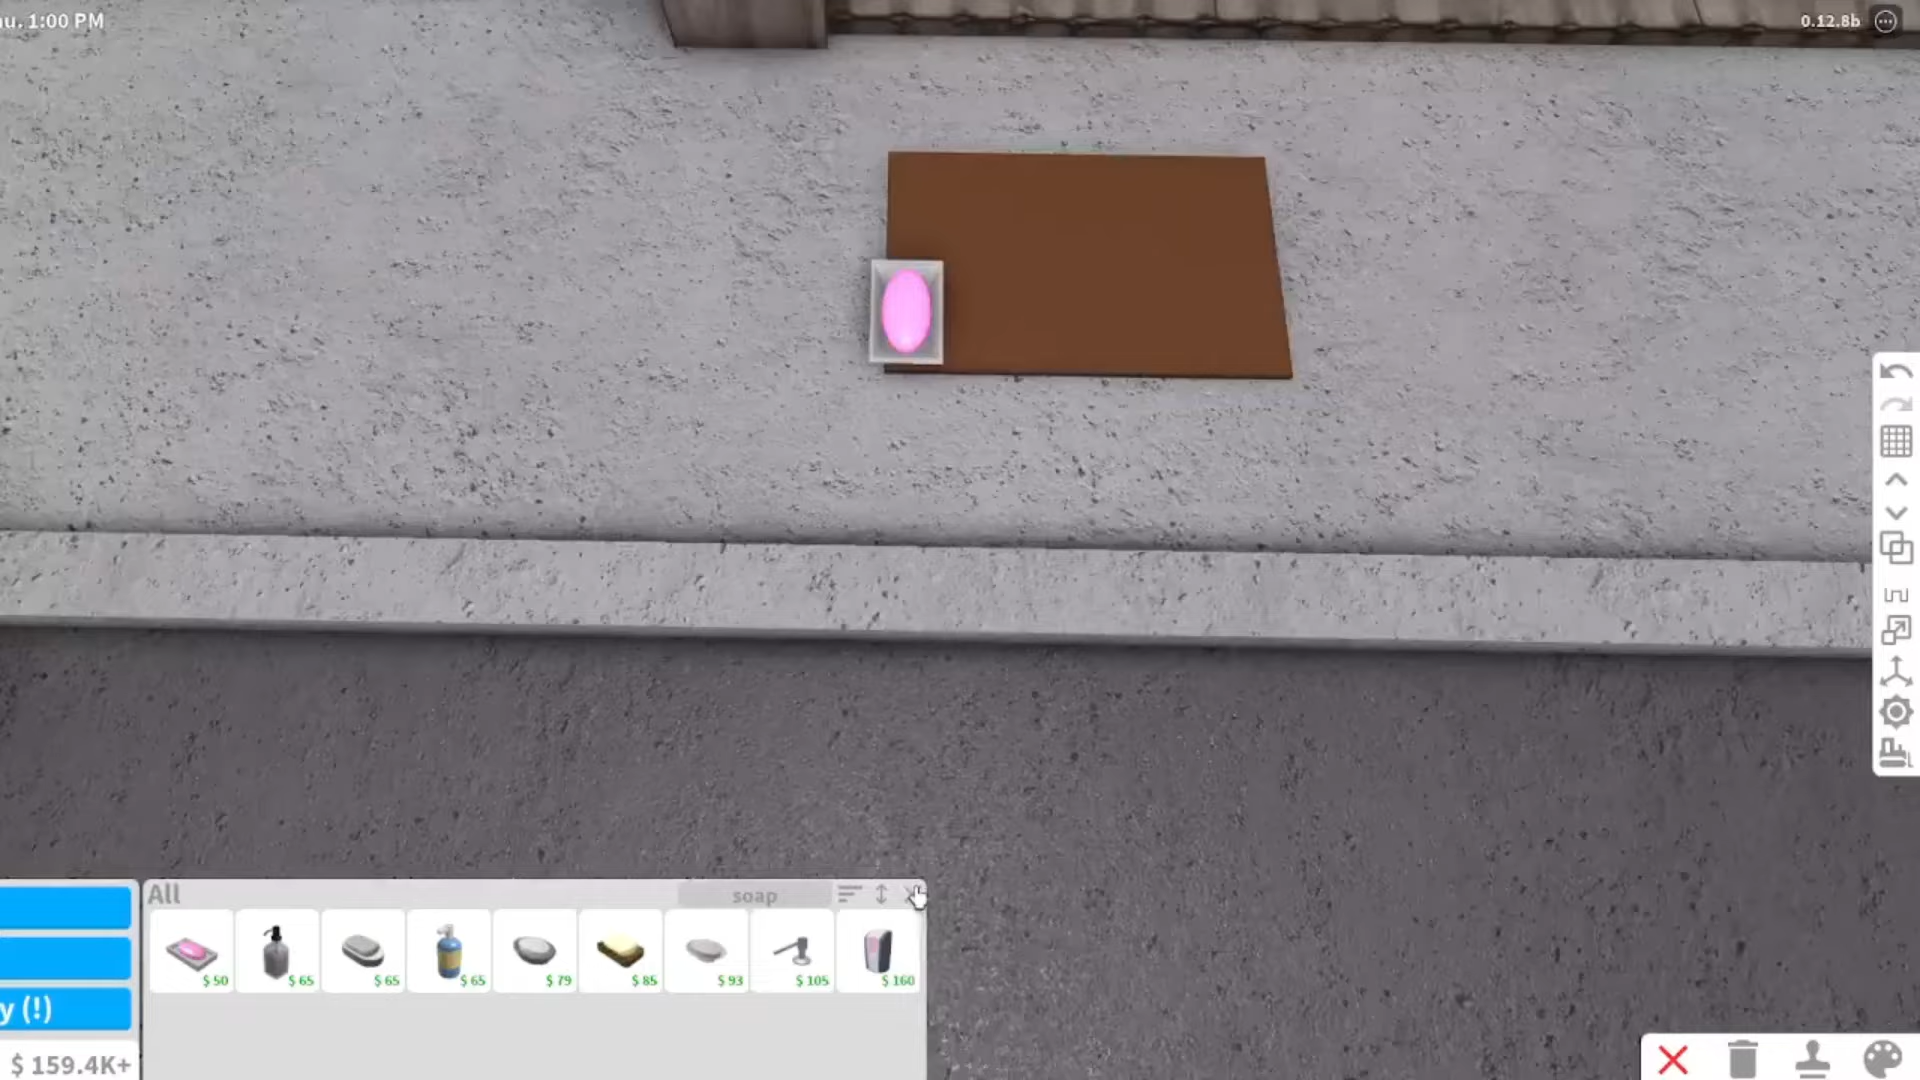 u. 1:00 PM
0.12.8b
All
soap
$ 50
$ 65
$ 65
$ 65
$ 79
$ 85
$ 93
$ 105
$ 160
y (!)
$ 159.4K+